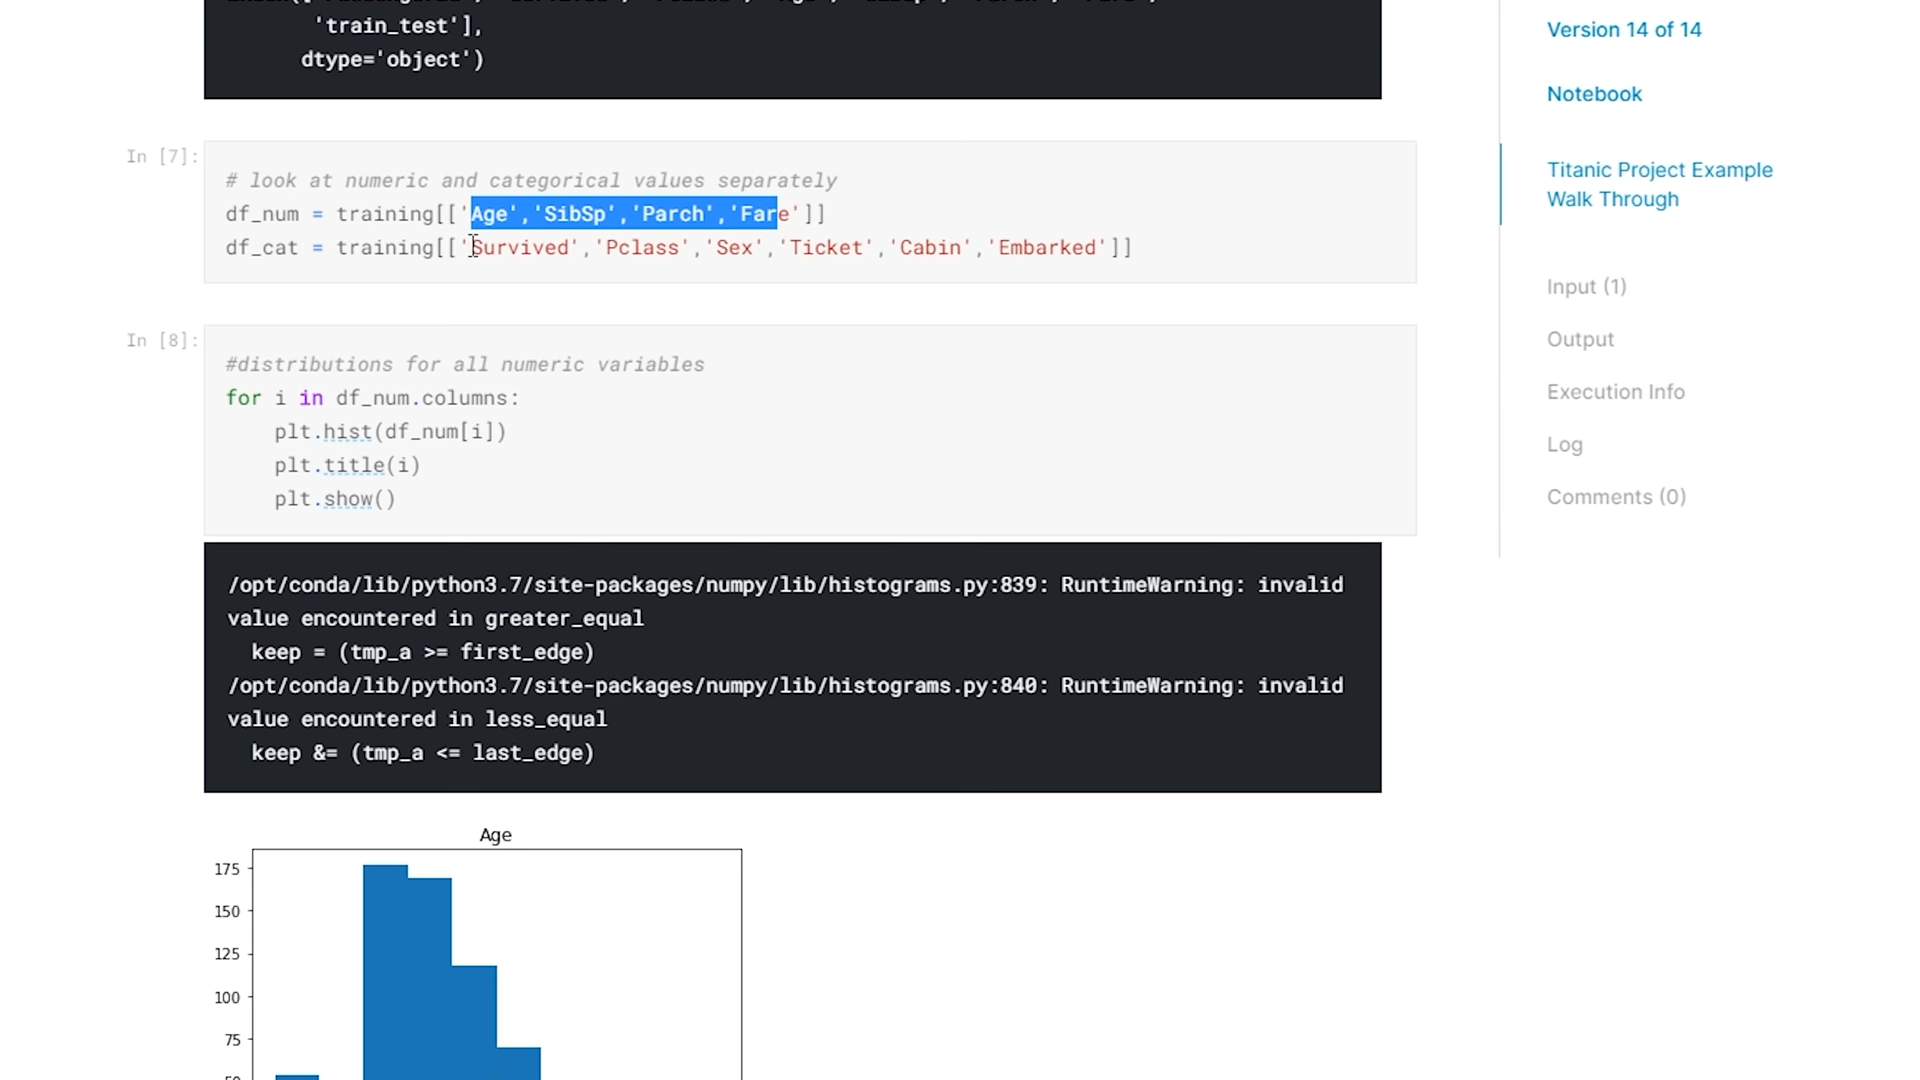 'train_test'],
dtype='object')
In [7]:
# look at numeric and categorical values separately
df_num = training[['Age','SibSp','Parch','Fare']]
df_cat = training[['Survived','Pclass','Sex','Ticket','Cabin','Embarked']]
In [8]:
#distributions for all numeric variables
for i in df_num.columns:
    plt.hist(df_num[i])
    plt.title(i)
    plt.show()
/opt/conda/lib/python3.7/site-packages/numpy/lib/histograms.py:839: RuntimeWarning: invalid
value encountered in greater_equal
  keep = (tmp_a >= first_edge)
/opt/conda/lib/python3.7/site-packages/numpy/lib/histograms.py:840: RuntimeWarning: invalid
value encountered in less_equal
  keep &= (tmp_a <= last_edge)
Age
175
150
125
100
75
Version 14 of 14
Notebook
Titanic Project Example
Walk Through
Input (1)
Output
Execution Info
Log
Comments (0)